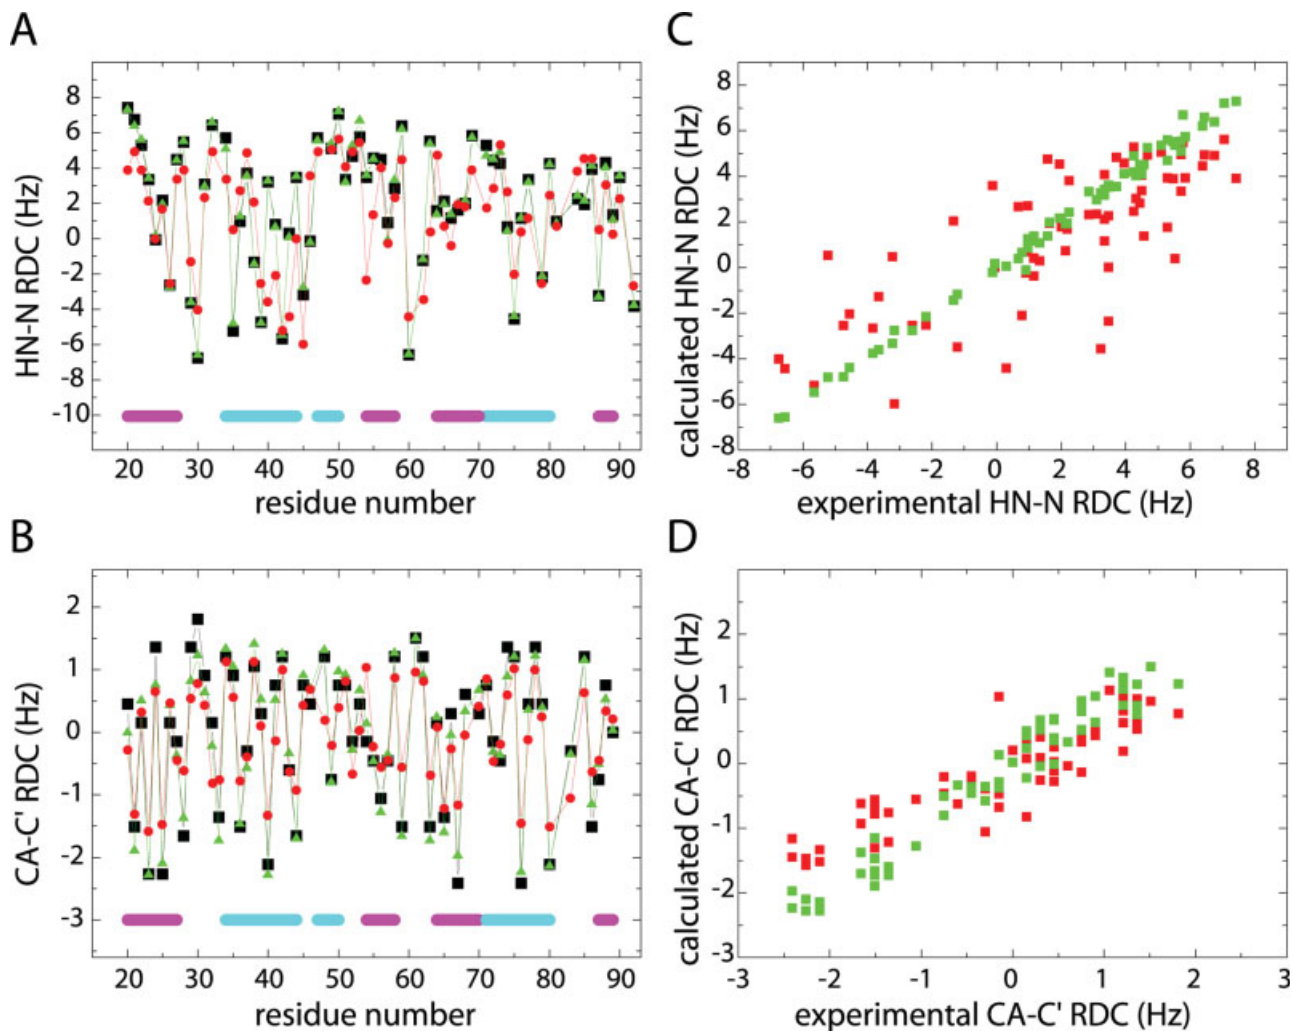 A
HN-N RDC (Hz)
8
6
4
2
0
-2
-4
-6
-8
-10
20 30 40 50 60 70 80 90
residue number
C
calculated HN-N RDC (Hz)
8
6
4
2
0
-2
-4
-6
-8
-8 -6 -4 -2 0 2 4 6 8
experimental HN-N RDC (Hz)
B
CA-C' RDC (Hz)
2
1
0
-1
-2
-3
20 30 40 50 60 70 80 90
residue number
D
calculated CA-C' RDC (Hz)
2
1
0
-1
-2
-3
-3 -2 -1 0 1 2 3
experimental CA-C' RDC (Hz)